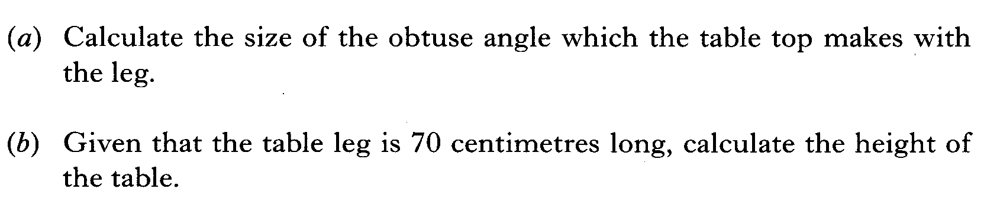 (a) Calculate the size of the obtuse angle which the table top makes with
the leg.
(b) Given that the table leg is 70 centimetres long, calculate the height of
the table.